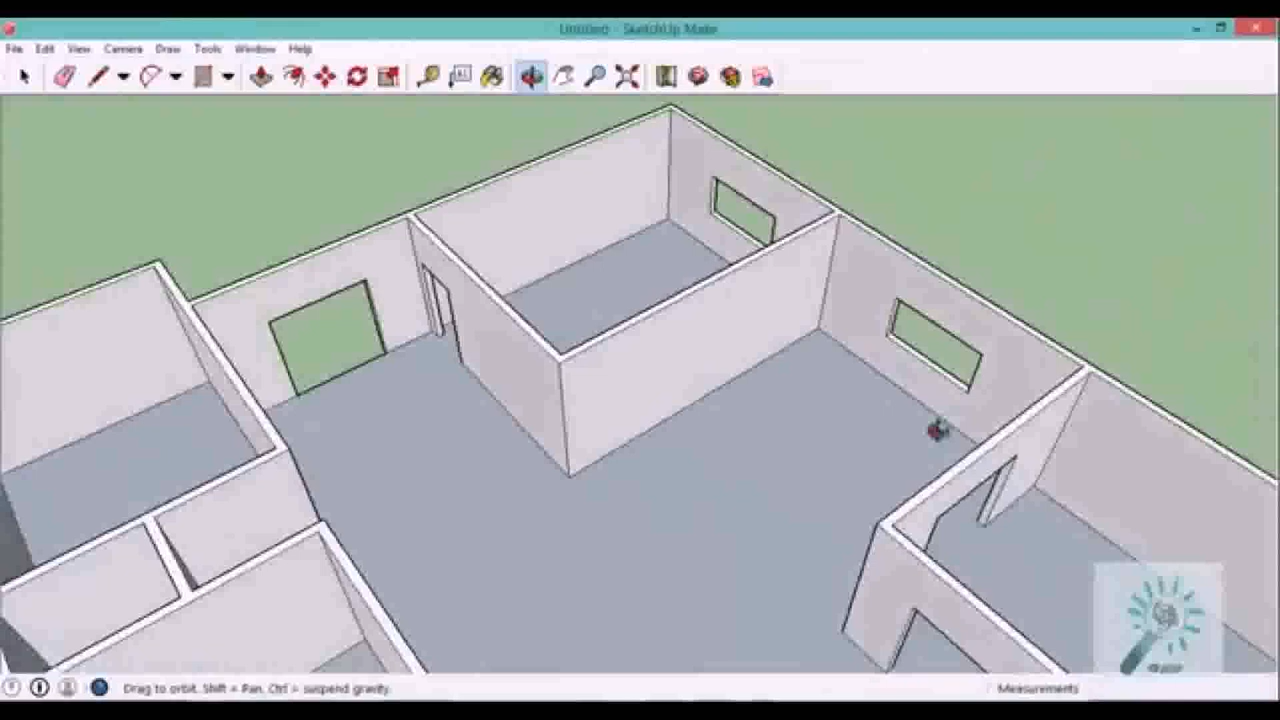 Untitled - SketchUp Make
File Edit View Camera Draw Tools Window Help
Drag to orbit. Shift = Pan, Ctrl = suspend gravity.
Measurements